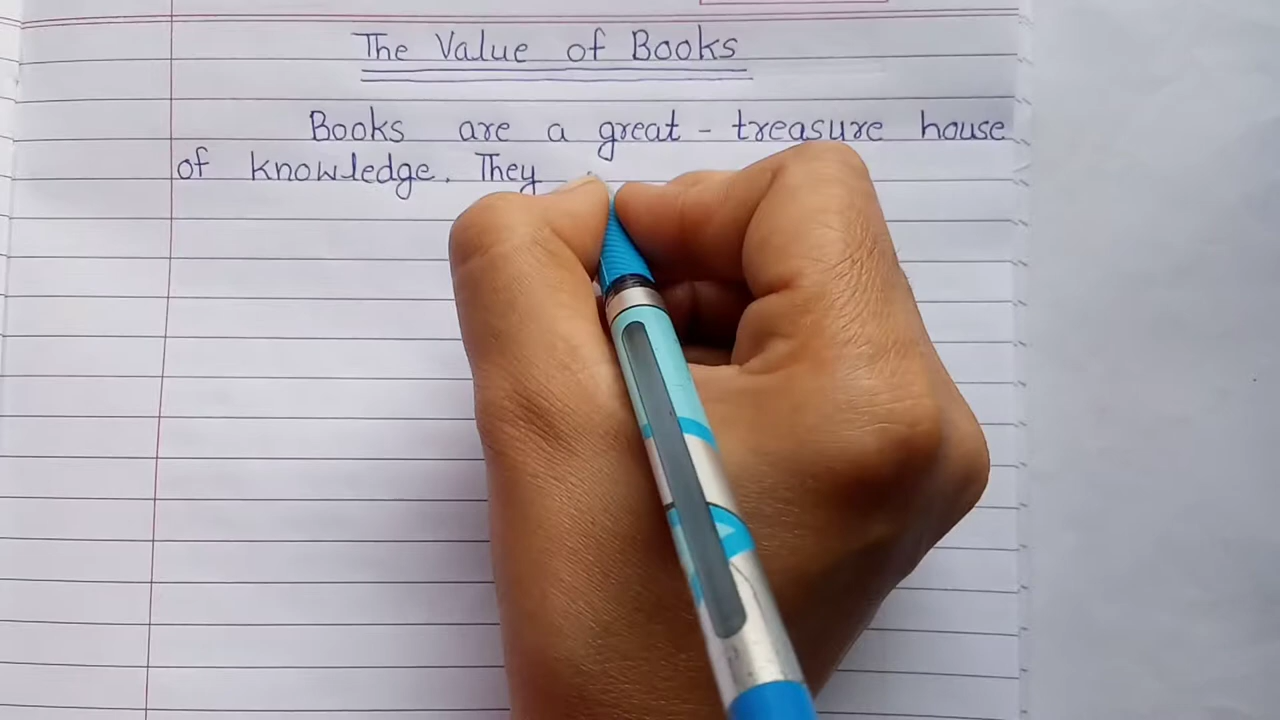 The Value of Books
Books are a great - treasure house
of knowledge. They